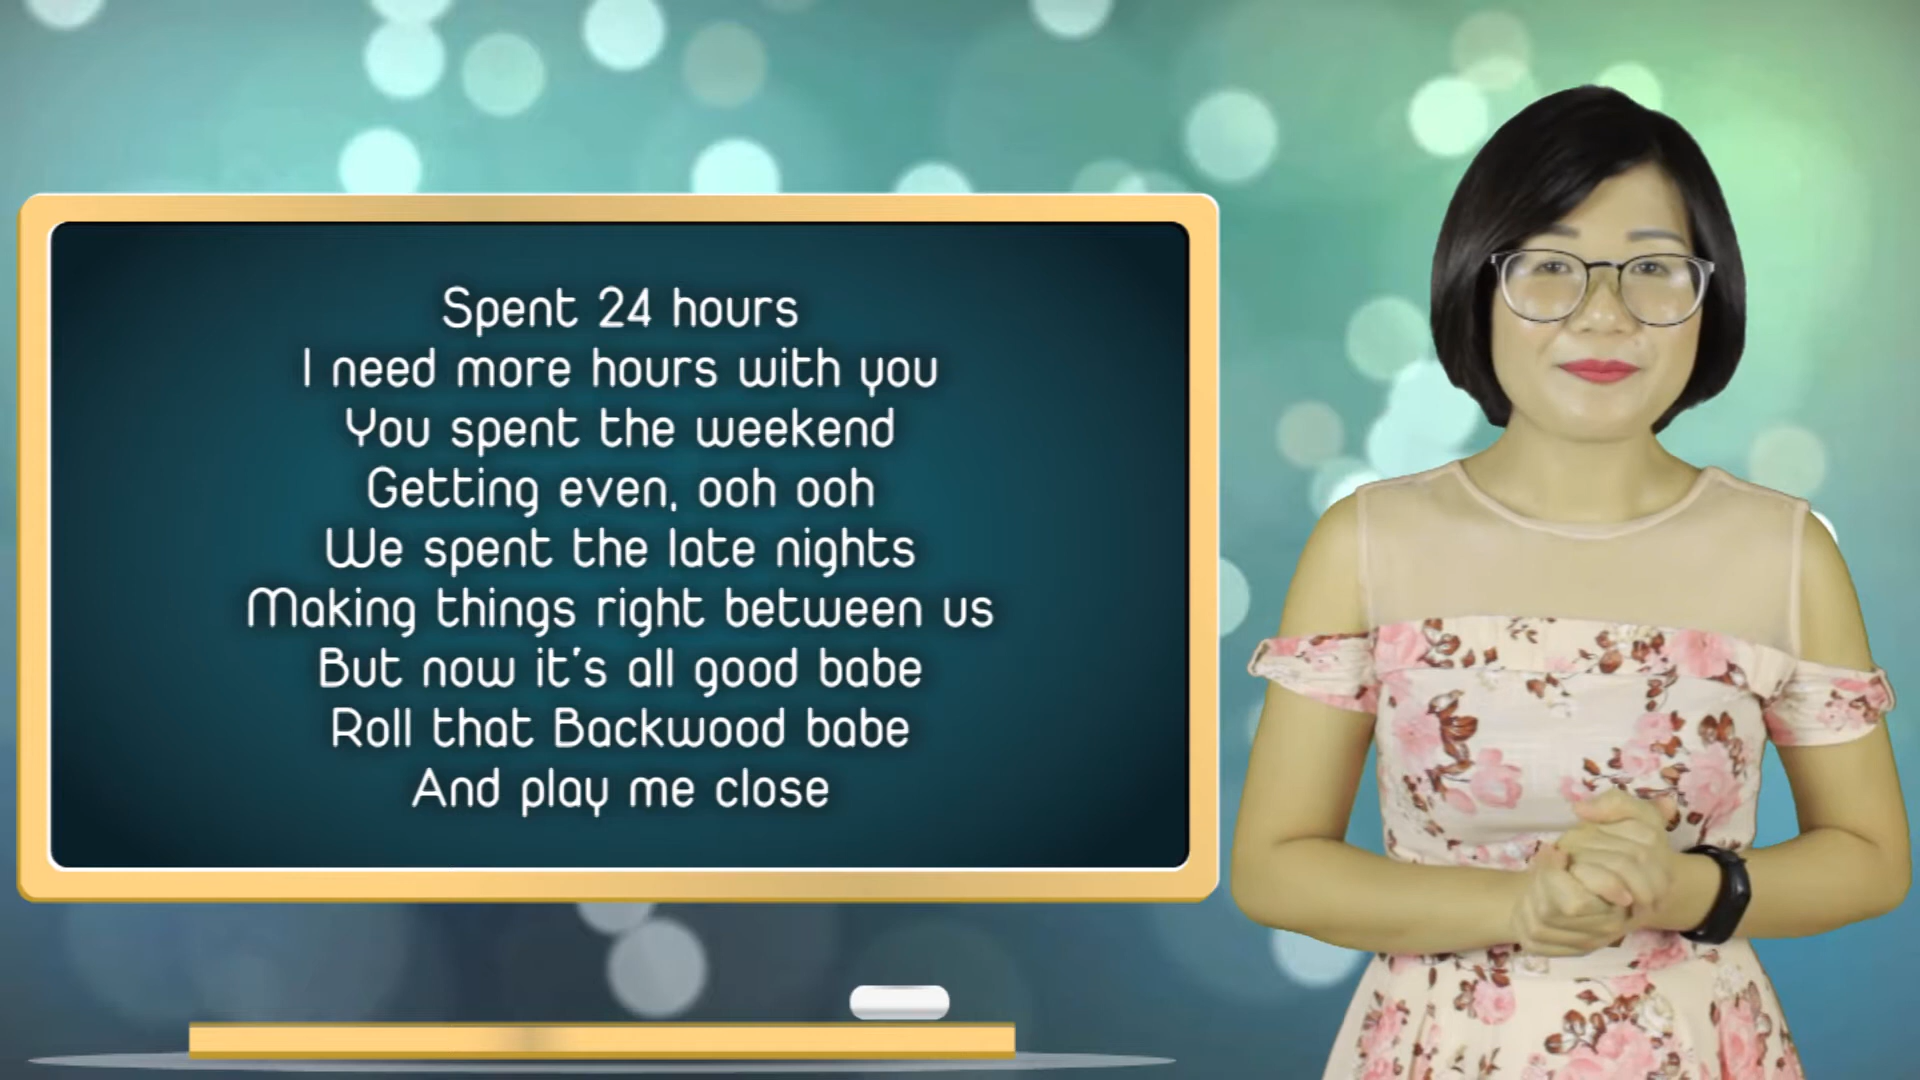 Spent 24 hours
I need more hours with you
You spent the weekend
Getting even, ooh ooh
We spent the late nights
Making things right between us
But now it's all good babe
Roll that Backwood babe
And play me close